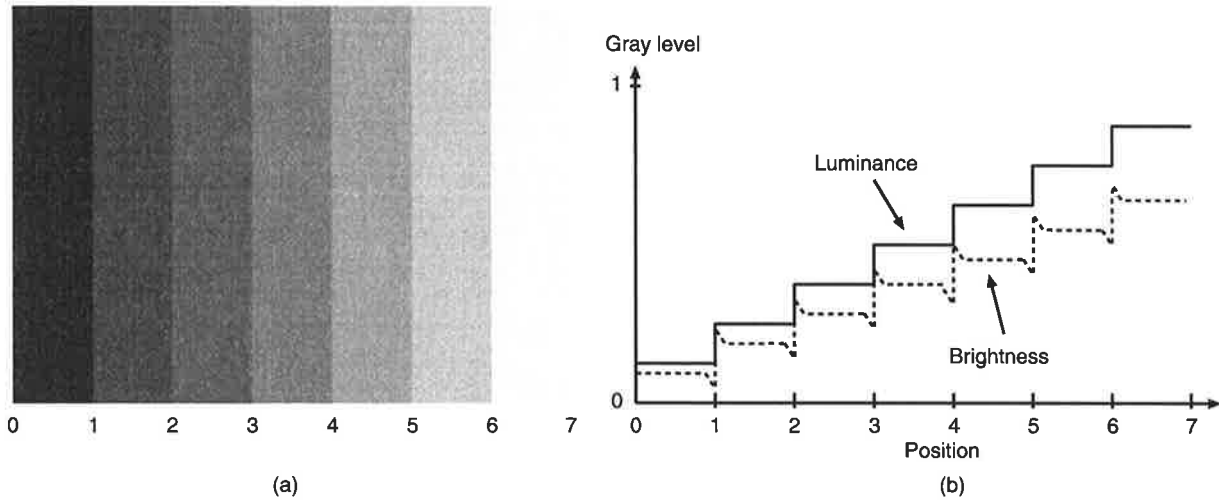 0 1 2 3 4 5 6 7
(a)
Gray level
1
Luminance
Brightness
0
0 1 2 3 4 5 6 7
Position
(b)